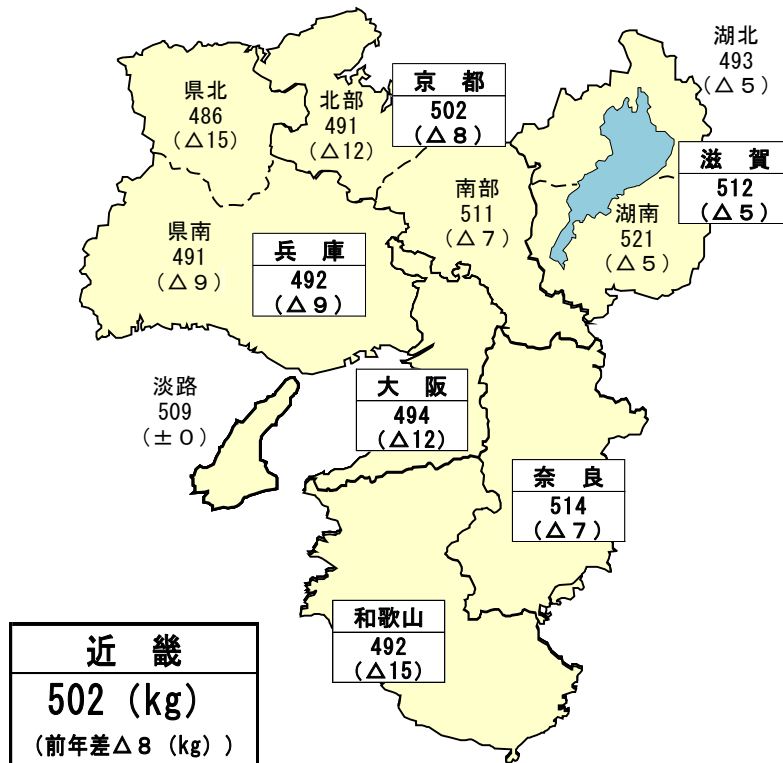 湖北
493
(△5)
県北
486
(△15)
北部
491
(△12)
京 都
502
(△8)
滋 賀
512
(△5)
南部
511
(△7)
湖南
521
(△5)
県南
491
(△9)
兵 庫
492
(△9)
淡路
509
(±0)
大 阪
494
(△12)
奈 良
514
(△7)
和歌山
492
(△15)
近 畿
502 (kg)
(前年差△8 (kg) )